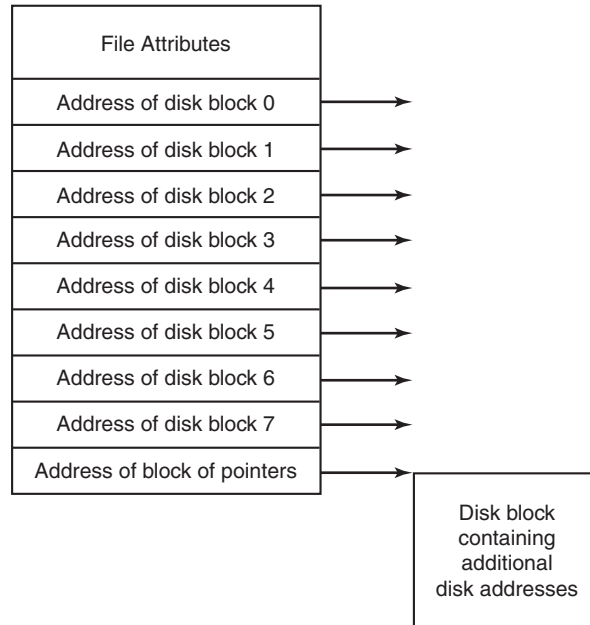 File Attributes
Address of disk block 0
Address of disk block 1
Address of disk block 2
Address of disk block 3
Address of disk block 4
Address of disk block 5
Address of disk block 6
Address of disk block 7
Address of block of pointers
Disk block
containing
additional
disk addresses